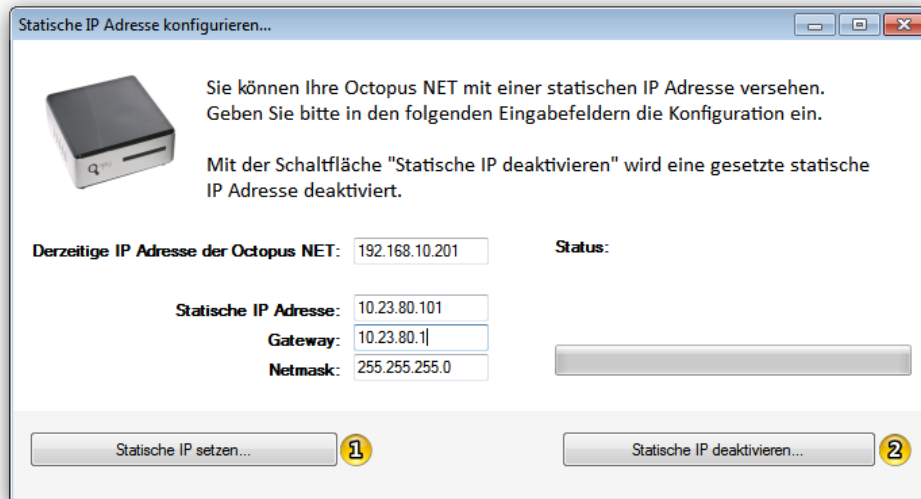 Statische IP Adresse konfigurieren...
Sie können Ihre Octopus NET mit einer statischen IP Adresse versehen.
Geben Sie bitte in den folgenden Eingabefeldern die Konfiguration ein.
Mit der Schaltfläche "Statische IP deaktivieren" wird eine gesetzte statische
IP Adresse deaktiviert.
Derzeitige IP Adresse der Octopus NET: 192.168.10.201 Status:
Statische IP Adresse: 10.23.80.101
Gateway: 10.23.80.1
Netmask: 255.255.255.0
Statische IP setzen... 1 Statische IP deaktivieren... 2